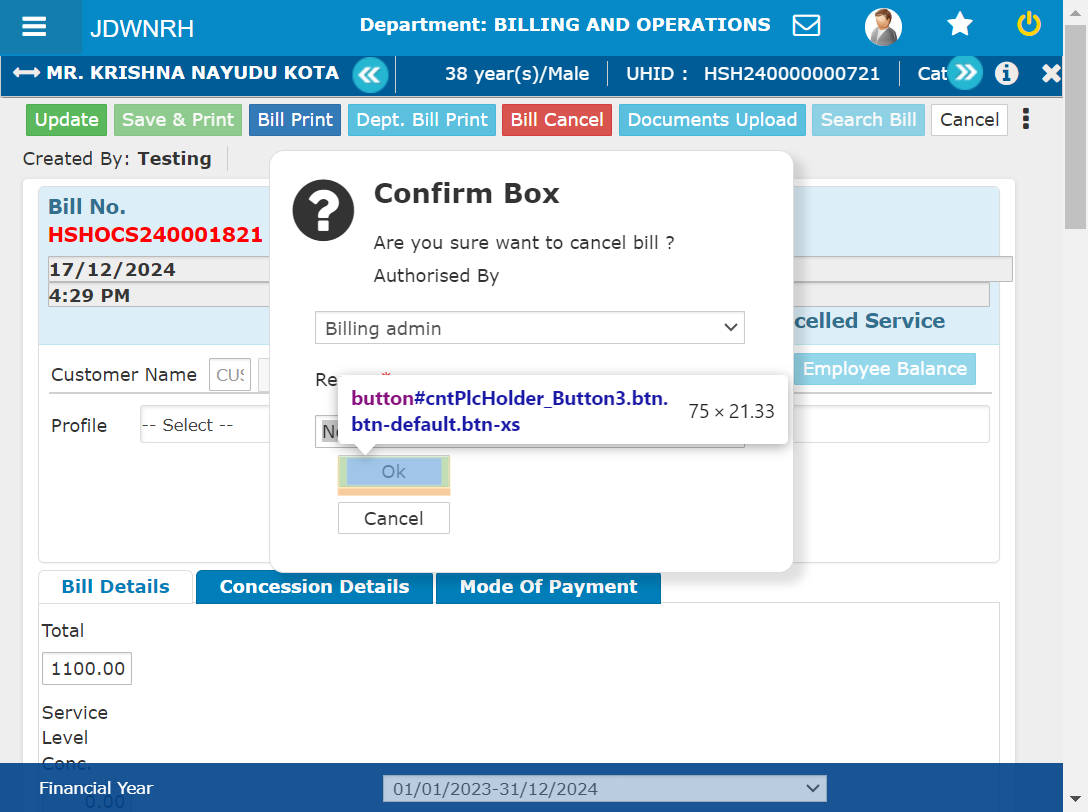 JDWNRH
Department: BILLING AND OPERATIONS
MR. KRISHNA NAYUDU KOTA
38 year(s)/Male
UHID : HSH240000000721
Cat
Update
Save & Print
Bill Print
Dept. Bill Print
Bill Cancel
Documents Upload
Search Bill
Cancel
Created By: Testing
Bill No.
HSHOCS240001821
17/12/2024
4:29 PM
celled Service
Confirm Box
Are you sure want to cancel bill ?
Authorised By
Billing admin
Re
*
button#cntPlcHolder_Button3.btn.
btn-default.btn-xs
75 × 21.33
Ok
Cancel
Customer Name
CUS
Employee Balance
Profile
-- Select --
Bill Details
Concession Details
Mode Of Payment
Total
1100.00
Service
Level
Conc.
0.00
Financial Year
01/01/2023-31/12/2024